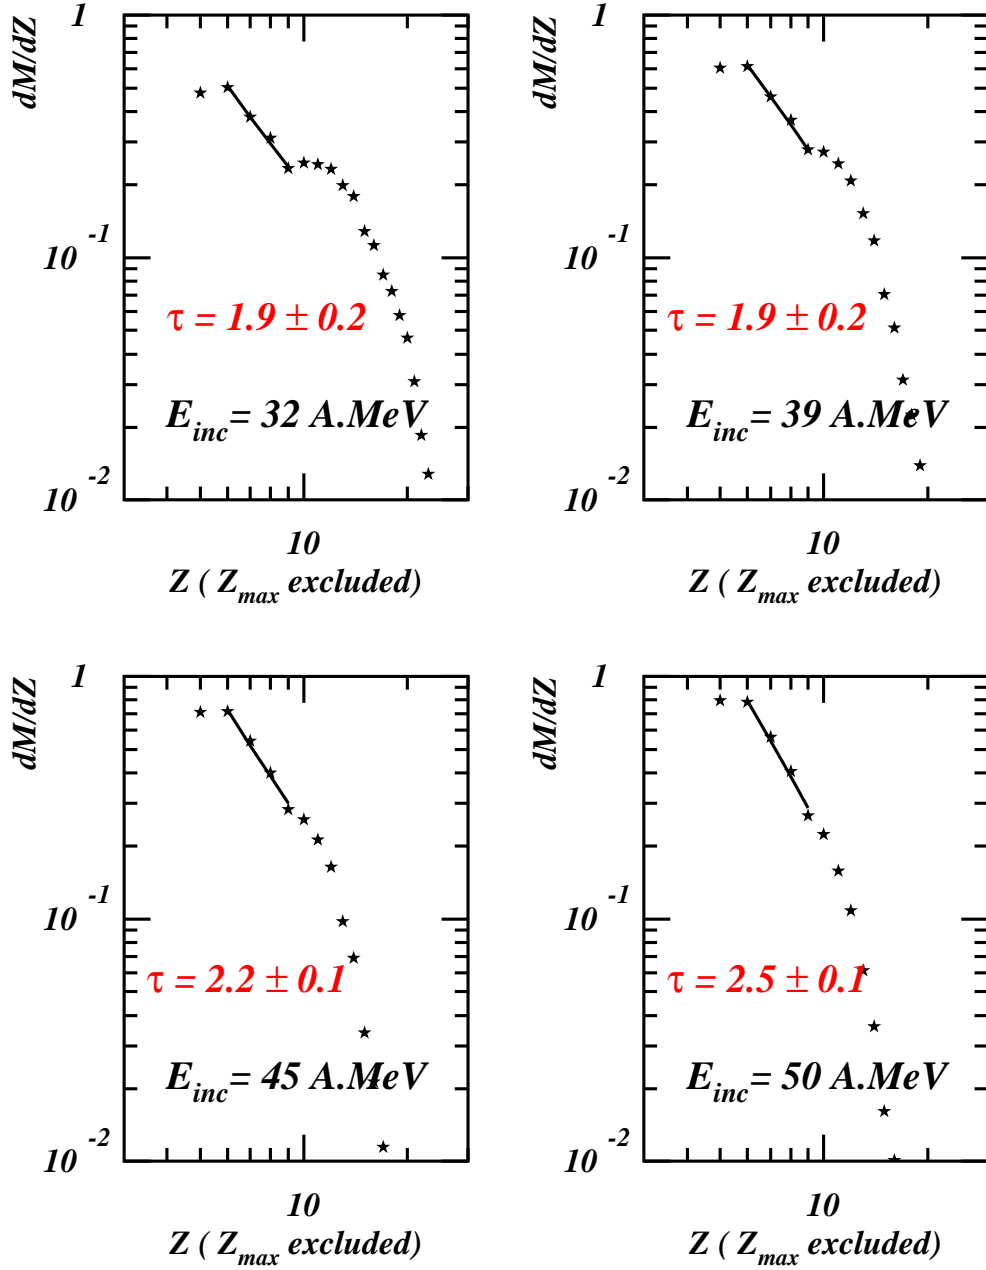 dM/dZ
1
10 -1
10 -2
τ = 1.9 ± 0.2
Einc= 32 A.MeV
10
Z ( Zmax excluded)
dM/dZ
1
10 -1
10 -2
τ = 1.9 ± 0.2
Einc= 39 A.MeV
10
Z ( Zmax excluded)
dM/dZ
1
10 -1
10 -2
τ = 2.2 ± 0.1
Einc= 45 A.MeV
10
Z ( Zmax excluded)
dM/dZ
1
10 -1
10 -2
τ = 2.5 ± 0.1
Einc= 50 A.MeV
10
Z ( Zmax excluded)